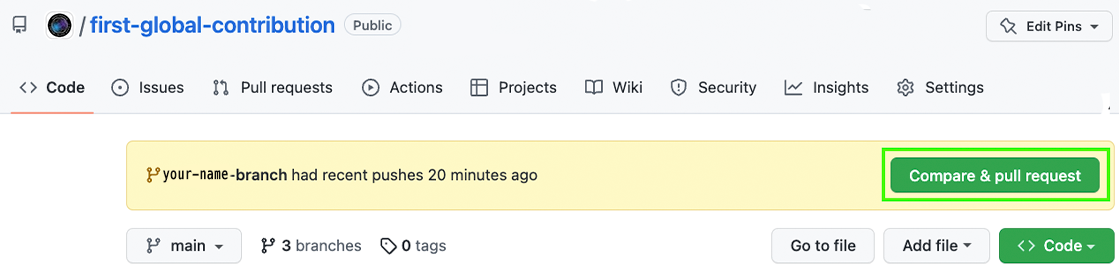 / first-global-contribution Public Edit Pins
Code Issues Pull requests Actions Projects Wiki Security Insights Settings
your-name-branch had recent pushes 20 minutes ago Compare & pull request
main 3 branches 0 tags Go to file Add file Code